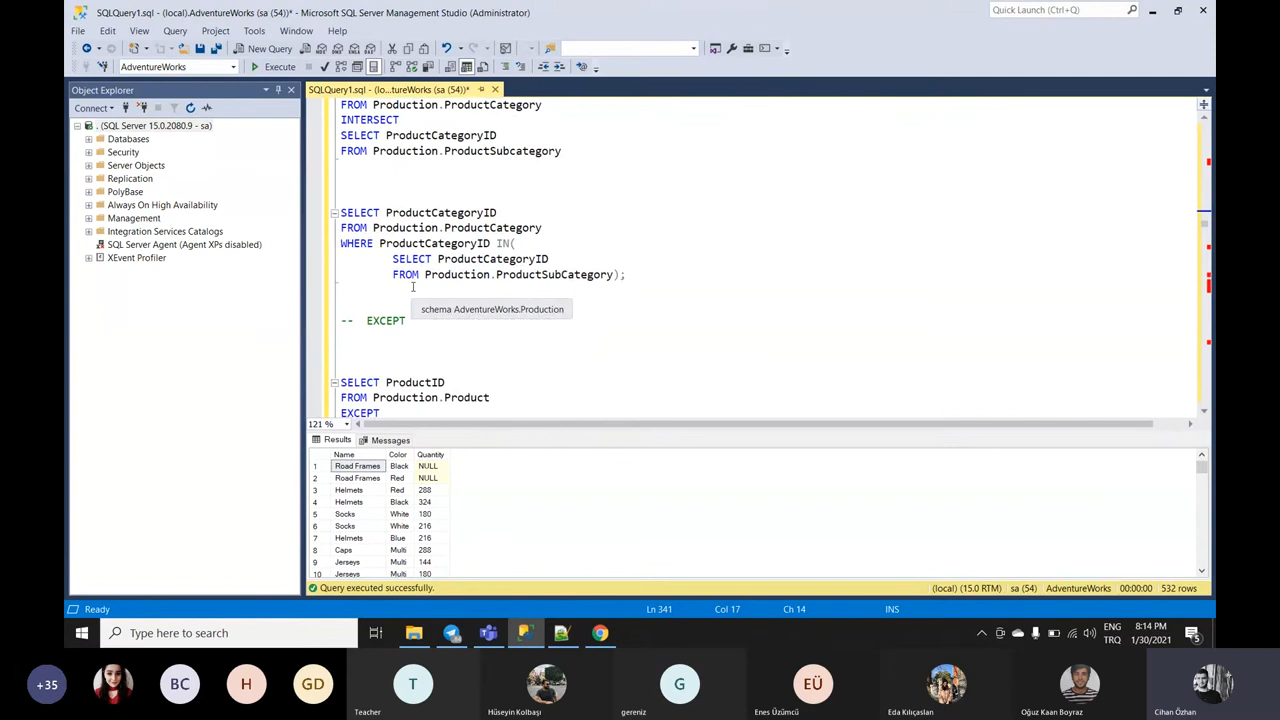 SQLQuery1.sql - (local).AdventureWorks (sa (54))* - Microsoft SQL Server Management Studio (Administrator)
Quick Launch (Ctrl+Q)
File Edit View Query Project Tools Window Help
New Query
AdventureWorks Execute
Object Explorer
SQLQuery1.sql - (lo...tureWorks (sa (54))*
Connect
. (SQL Server 15.0.2080.9 - sa)
Databases
Security
Server Objects
Replication
PolyBase
Always On High Availability
Management
Integration Services Catalogs
SQL Server Agent (Agent XPs disabled)
XEvent Profiler
FROM Production.ProductCategory
INTERSECT
SELECT ProductCategoryID
FROM Production.ProductSubcategory
SELECT ProductCategoryID
FROM Production.ProductCategory
WHERE ProductCategoryID IN(
SELECT ProductCategoryID
FROM Production.ProductSubCategory);
schema AdventureWorks.Production
-- EXCEPT
SELECT ProductID
FROM Production.Product
EXCEPT
121 %
Results Messages
Name Color Quantity
1 Road Frames Black NULL
2 Road Frames Red NULL
3 Helmets Red 288
4 Helmets Black 324
5 Socks White 180
6 Socks White 216
7 Helmets Blue 216
8 Caps Multi 288
9 Jerseys Multi 144
10 Jerseys Multi 180
Query executed successfully.
(local) (15.0 RTM) sa (54) AdventureWorks 00:00:00 532 rows
Ready
Ln 341 Col 17 Ch 14 INS
Type here to search
ENG
TRQ
8:14 PM
1/30/2021
5
+35 BC H GD T G EÜ
Teacher Hüseyin Kolbaşı gereniz Enes Üzümcü Eda Kılıçaslan Oğuz Kaan Boyraz Cihan Özhan